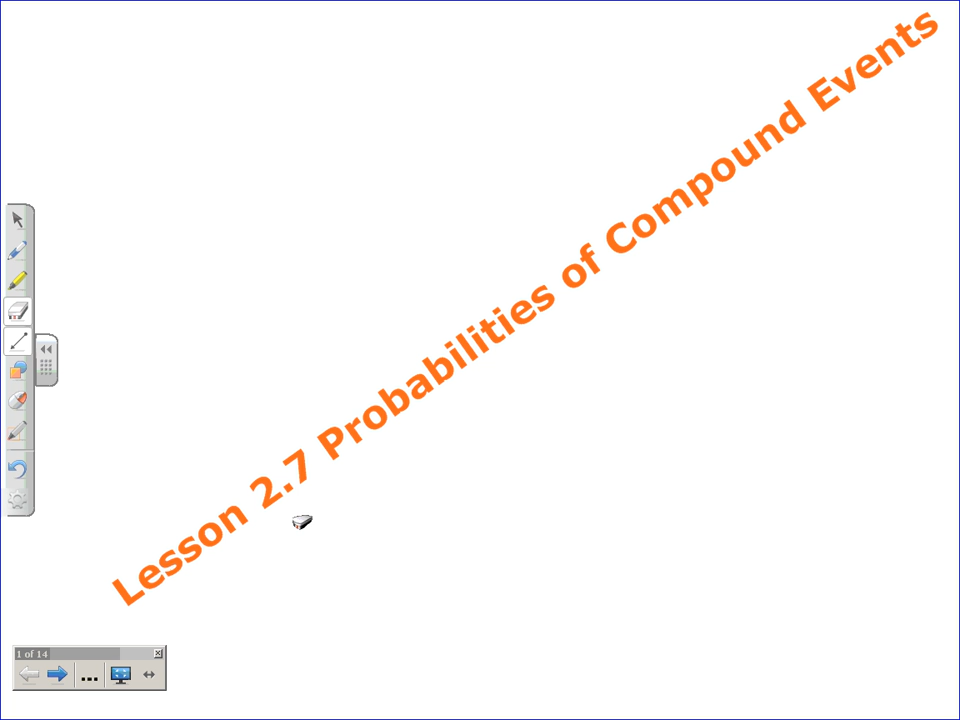 Lesson 2.7 Probabilities of Compound Events
1 of 14
...